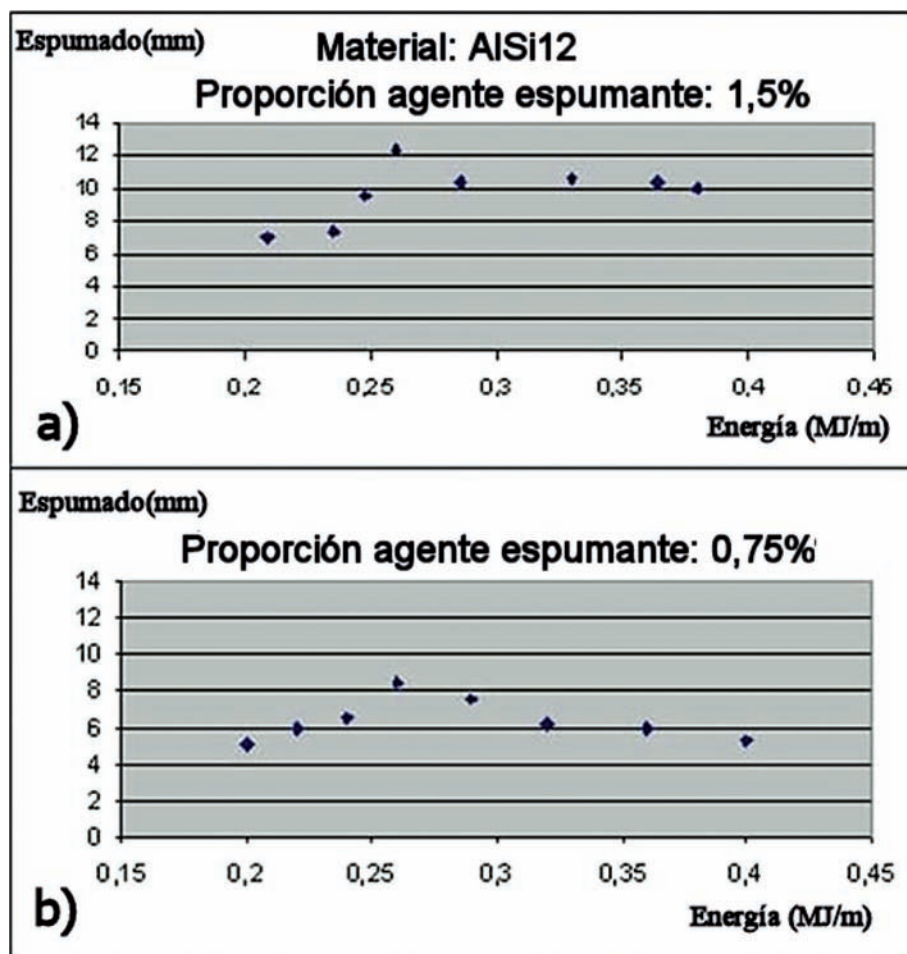 Espumado(mm)
Material: AlSi12
Proporción agente espumante: 1,5%
14
12
10
8
6
4
2
0
0,15 0,2 0,25 0,3 0,35 0,4 0,45
a)
Energía (MJ/m)
Espumado(mm)
Proporción agente espumante: 0,75%
14
12
10
8
6
4
2
0
0,15 0,2 0,25 0,3 0,35 0,4 0,45
b)
Energía (MJ/m)